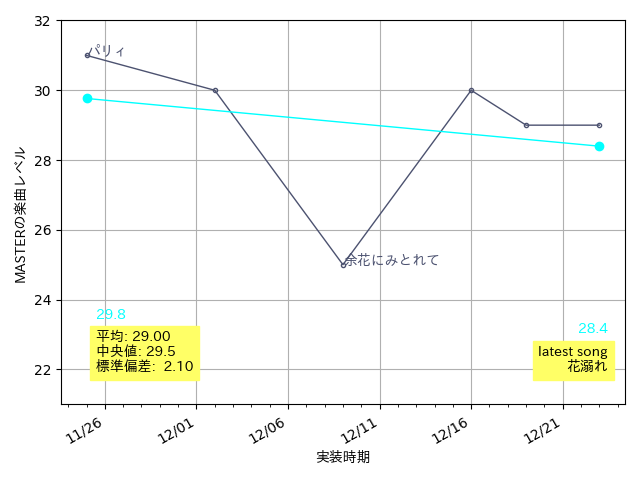 32
30
28
26
24
22
MASTERの楽曲レベル
パリィ
余花にみとれて
29.8
平均: 29.00
中央値: 29.5
標準偏差: 2.10
28.4
latest song
花溺れ
11/26
12/01
12/06
12/11
12/16
12/21
実装時期